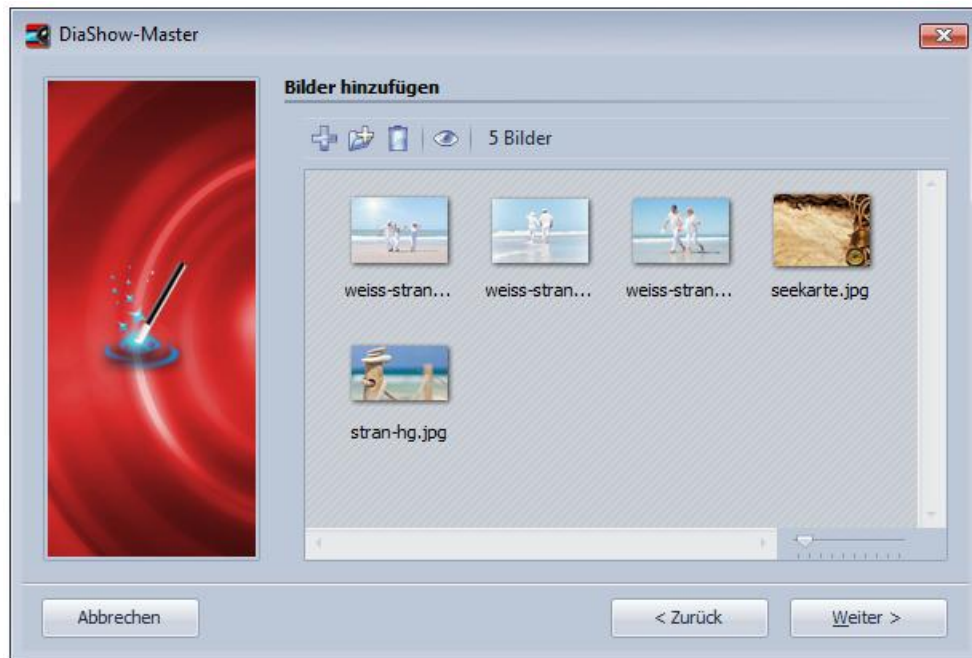 DiaShow-Master
Bilder hinzufügen
5 Bilder
weiss-stran...
weiss-stran...
weiss-stran...
seekarte.jpg
stran-hg.jpg
Abbrechen
< Zurück
Weiter >